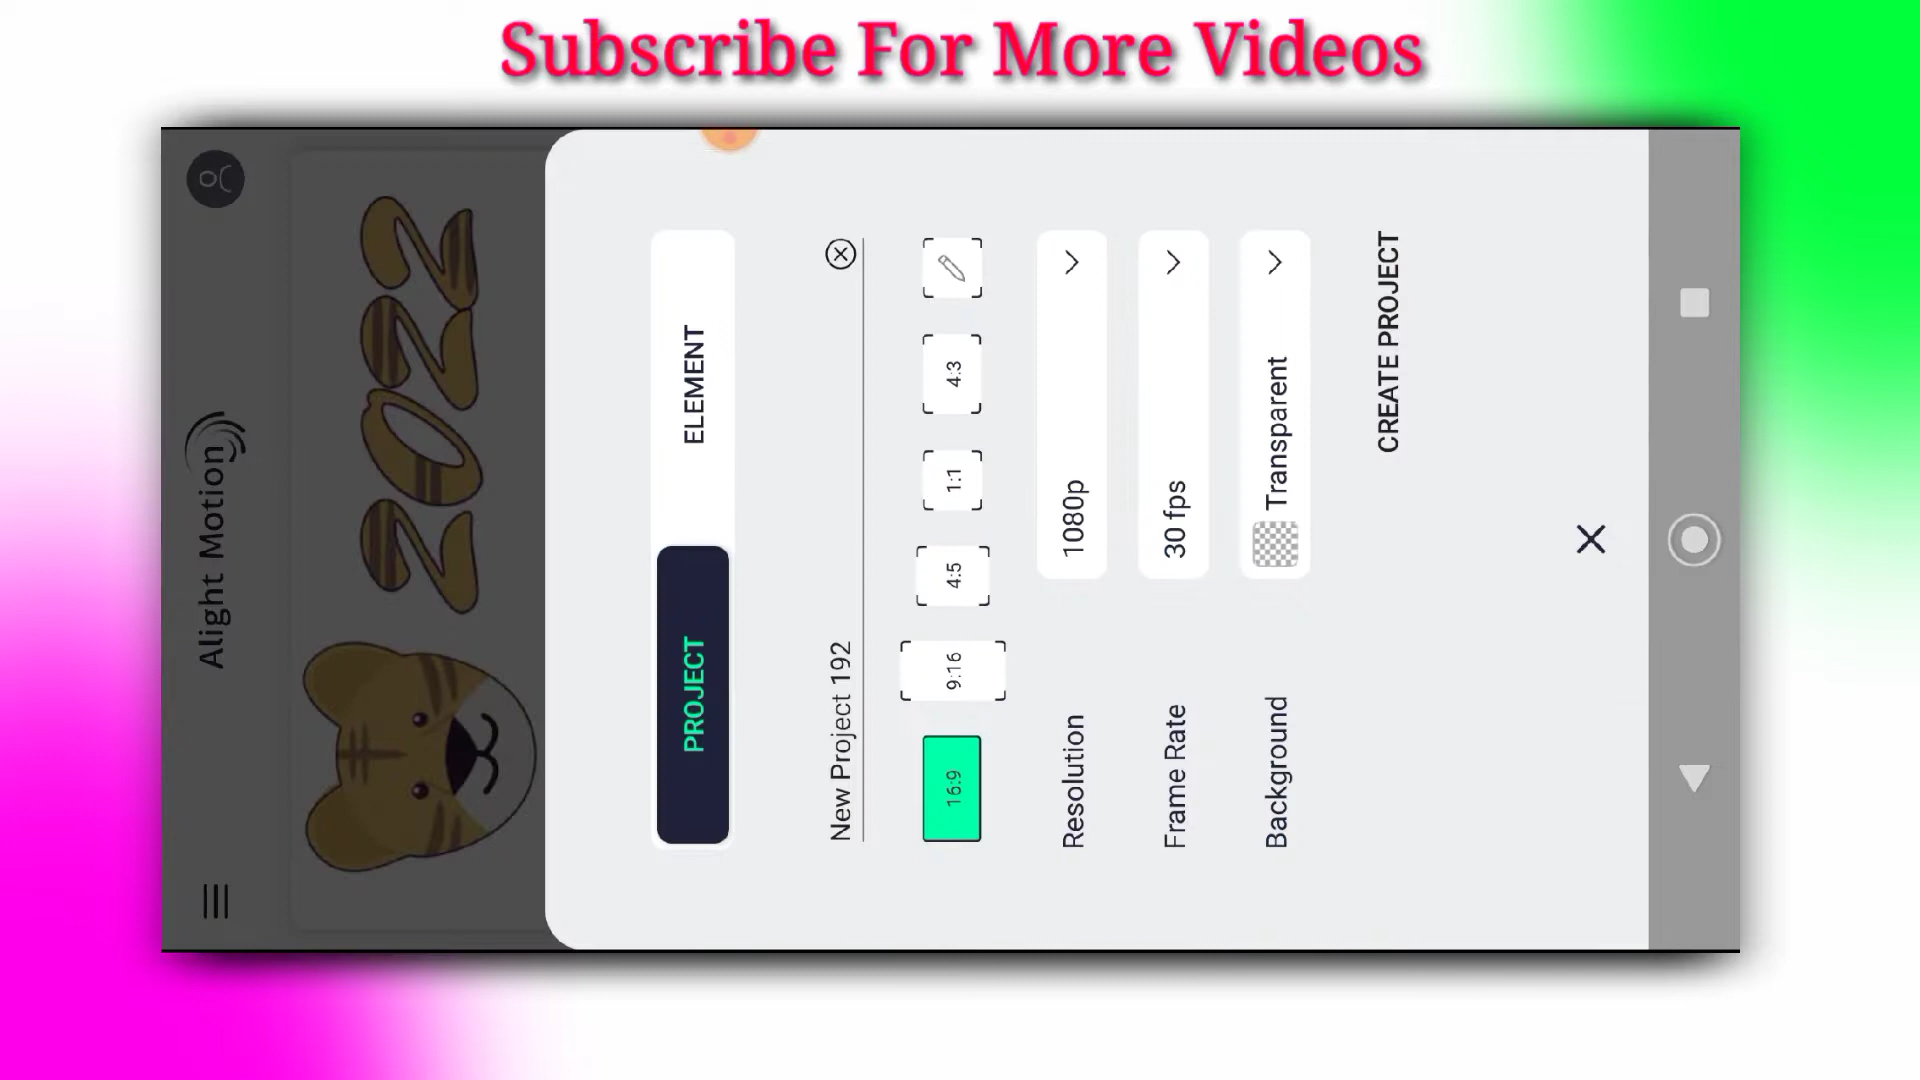 Subscribe For More Videos
Alight Motion
2022
PROJECT
ELEMENT
New Project 192
16:9
9:16
4:5
1:1
4:3
Resolution
1080p
Frame Rate
30 fps
Background
Transparent
CREATE PROJECT